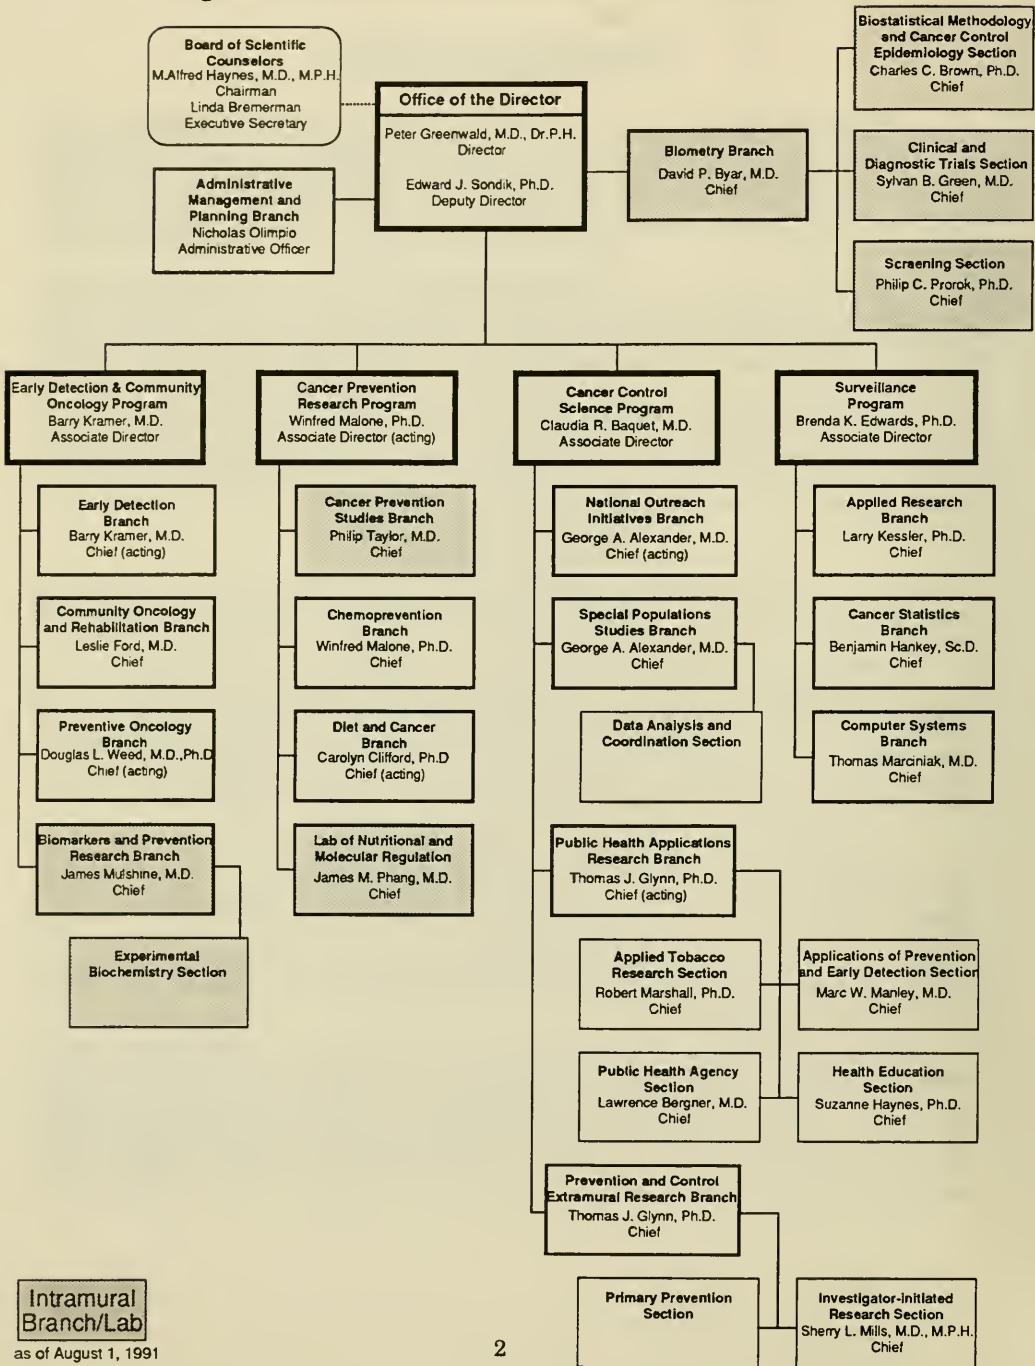 Board of Scientific
Counselors
M.Alfred Haynes, M.D., M.P.H.
Chairman
Linda Bremerman
Executive Secretary
Office of the Director
Peter Greenwald, M.D., Dr.P.H.
Director
Edward J. Sondik, Ph.D.
Deputy Director
Administrative
Management and
Planning Branch
Nicholas Olimpio
Administrative Officer
Biometry Branch
David P. Byar, M.D.
Chief
Biostatistical Methodology
and Cancer Control
Epidemiology Section
Charles C. Brown, Ph.D.
Chief
Clinical and
Diagnostic Trials Section
Sylvan B. Green, M.D.
Chief
Screening Section
Philip C. Prorok, Ph.D.
Chief
Early Detection & Community
Oncology Program
Barry Kramer, M.D.
Associate Director
Cancer Prevention
Research Program
Winfred Malone, Ph.D.
Associate Director (acting)
Cancer Control
Science Program
Claudia R. Baquet, M.D.
Associate Director
Surveillance
Program
Brenda K. Edwards, Ph.D.
Associate Director
Early Detection
Branch
Barry Kramer, M.D.
Chief (acting)
Community Oncology
and Rehabilitation Branch
Leslie Ford, M.D.
Chief
Preventive Oncology
Branch
Douglas L. Weed, M.D.,Ph.D
Chief (acting)
Biomarkers and Prevention
Research Branch
James Mulshine, M.D.
Chief
Experimental
Biochemistry Section
Cancer Prevention
Studies Branch
Philip Taylor, M.D.
Chief
Chemoprevention
Branch
Winfred Malone, Ph.D.
Chief
Diet and Cancer
Branch
Carolyn Clifford, Ph.D
Chief (acting)
Lab of Nutritional and
Molecular Regulation
James M. Phang, M.D.
Chief
National Outreach
Initiatives Branch
George A. Alexander, M.D.
Chief (acting)
Special Populations
Studies Branch
George A. Alexander, M.D.
Chief
Data Analysis and
Coordination Section
Public Health Applications
Research Branch
Thomas J. Glynn, Ph.D.
Chief (acting)
Applied Tobacco
Research Section
Robert Marshall, Ph.D.
Chief
Applications of Prevention
and Early Detection Section
Marc W. Manley, M.D.
Chief
Public Health Agency
Section
Lawrence Bergner, M.D.
Chief
Health Education
Section
Suzanne Haynes, Ph.D.
Chief
Prevention and Control
Extramural Research Branch
Thomas J. Glynn, Ph.D.
Chief
Primary Prevention
Section
Investigator-initiated
Research Section
Sherry L. Mills, M.D., M.P.H.
Chief
Applied Research
Branch
Larry Kessler, Ph.D.
Chief
Cancer Statistics
Branch
Benjamin Hankey, Sc.D.
Chief
Computer Systems
Branch
Thomas Marciniak, M.D.
Chief
Intramural
Branch/Lab
as of August 1, 1991
2